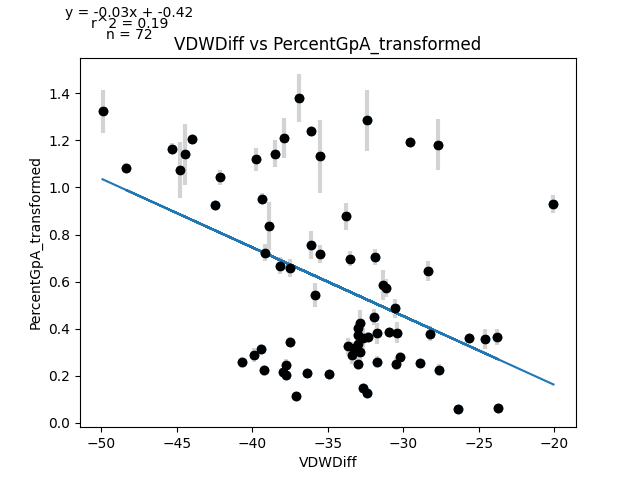 y = -0.03x + -0.42
r^2 = 0.19
n = 72
VDWDiff vs PercentGpA_transformed
PercentGpA_transformed
1.4
1.2
1.0
0.8
0.6
0.4
0.2
0.0
−50 −45 −40 −35 −30 −25 −20
VDWDiff